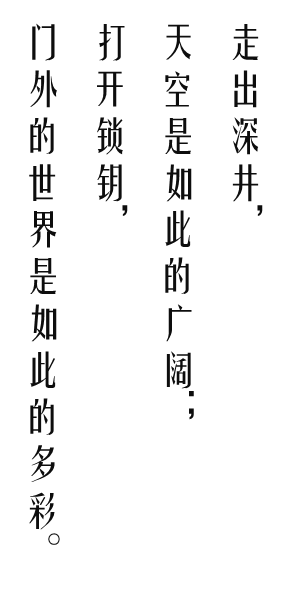 走出深井，
天空是如此的广阔；
打开锁钥，
门外的世界是如此的多彩。